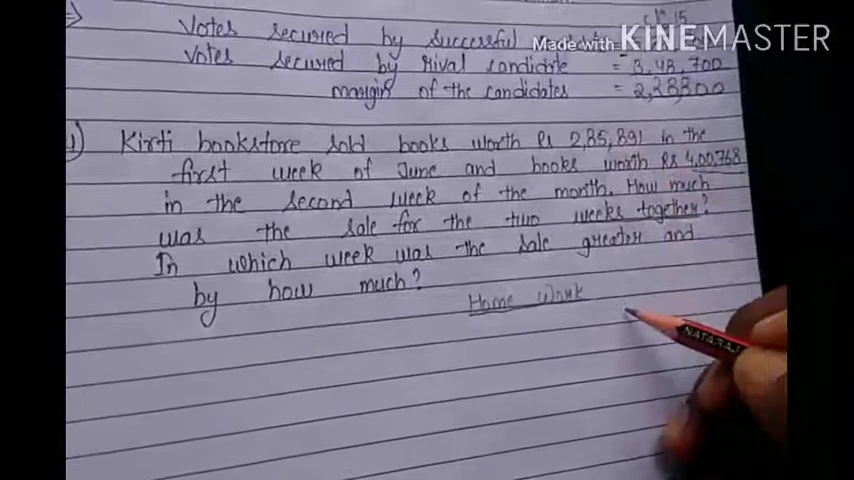 Votes secured by successful
Made with KINEMASTER
Votes secured by rival candidate = 3,48,700
margin of the candidates = 2,28,800
Kirti bookstore sold books worth Rs 2,85,891 in the
first week of June and books worth Rs 4,00,768
in the second week of the month. How much
was the sale for the two weeks together?
In which week was the sale greater and
by how much?
Home Work
NATARAJ